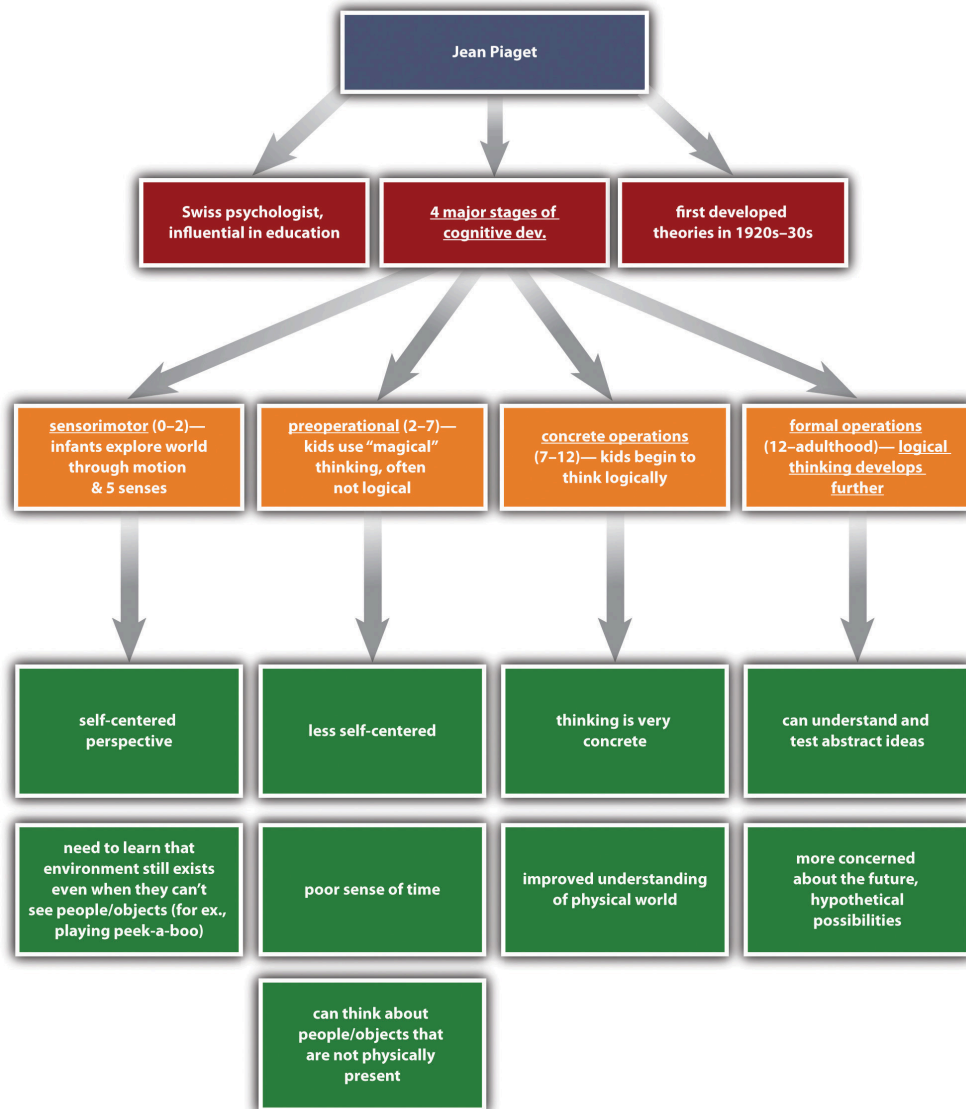 Jean Piaget
Swiss psychologist,
influential in education
4 major stages of
cognitive dev.
first developed
theories in 1920s–30s
sensorimotor (0–2)—
infants explore world
through motion
& 5 senses
preoperational (2–7)—
kids use “magical”
thinking, often
not logical
concrete operations
(7–12)— kids begin to
think logically
formal operations
(12–adulthood)— logical
thinking develops
further
self-centered
perspective
less self-centered
thinking is very
concrete
can understand and
test abstract ideas
need to learn that
environment still exists
even when they can’t
see people/objects (for ex.,
playing peek-a-boo)
poor sense of time
improved understanding
of physical world
more concerned
about the future,
hypothetical
possibilities
can think about
people/objects that
are not physically
present